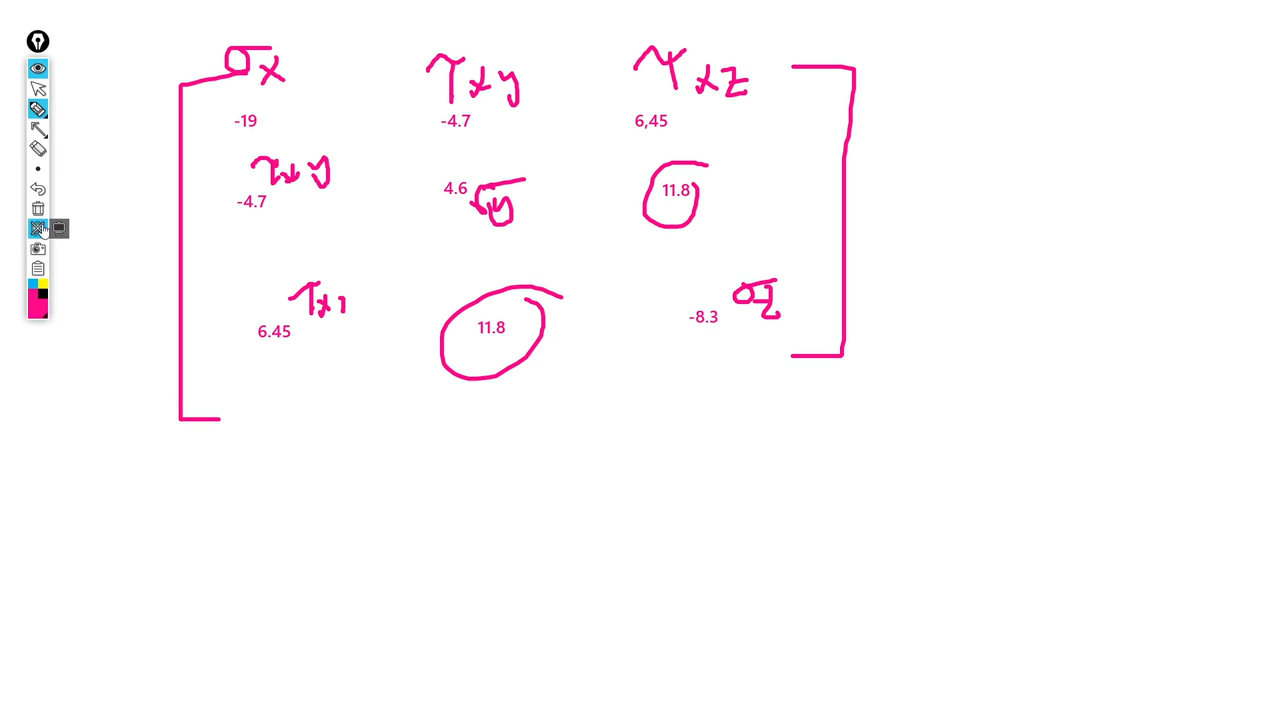 σx τxy τxz
-19 -4.7 6,45
τxy
-4.7 4.6 σy 11.8
τx σz
6.45 11.8 -8.3